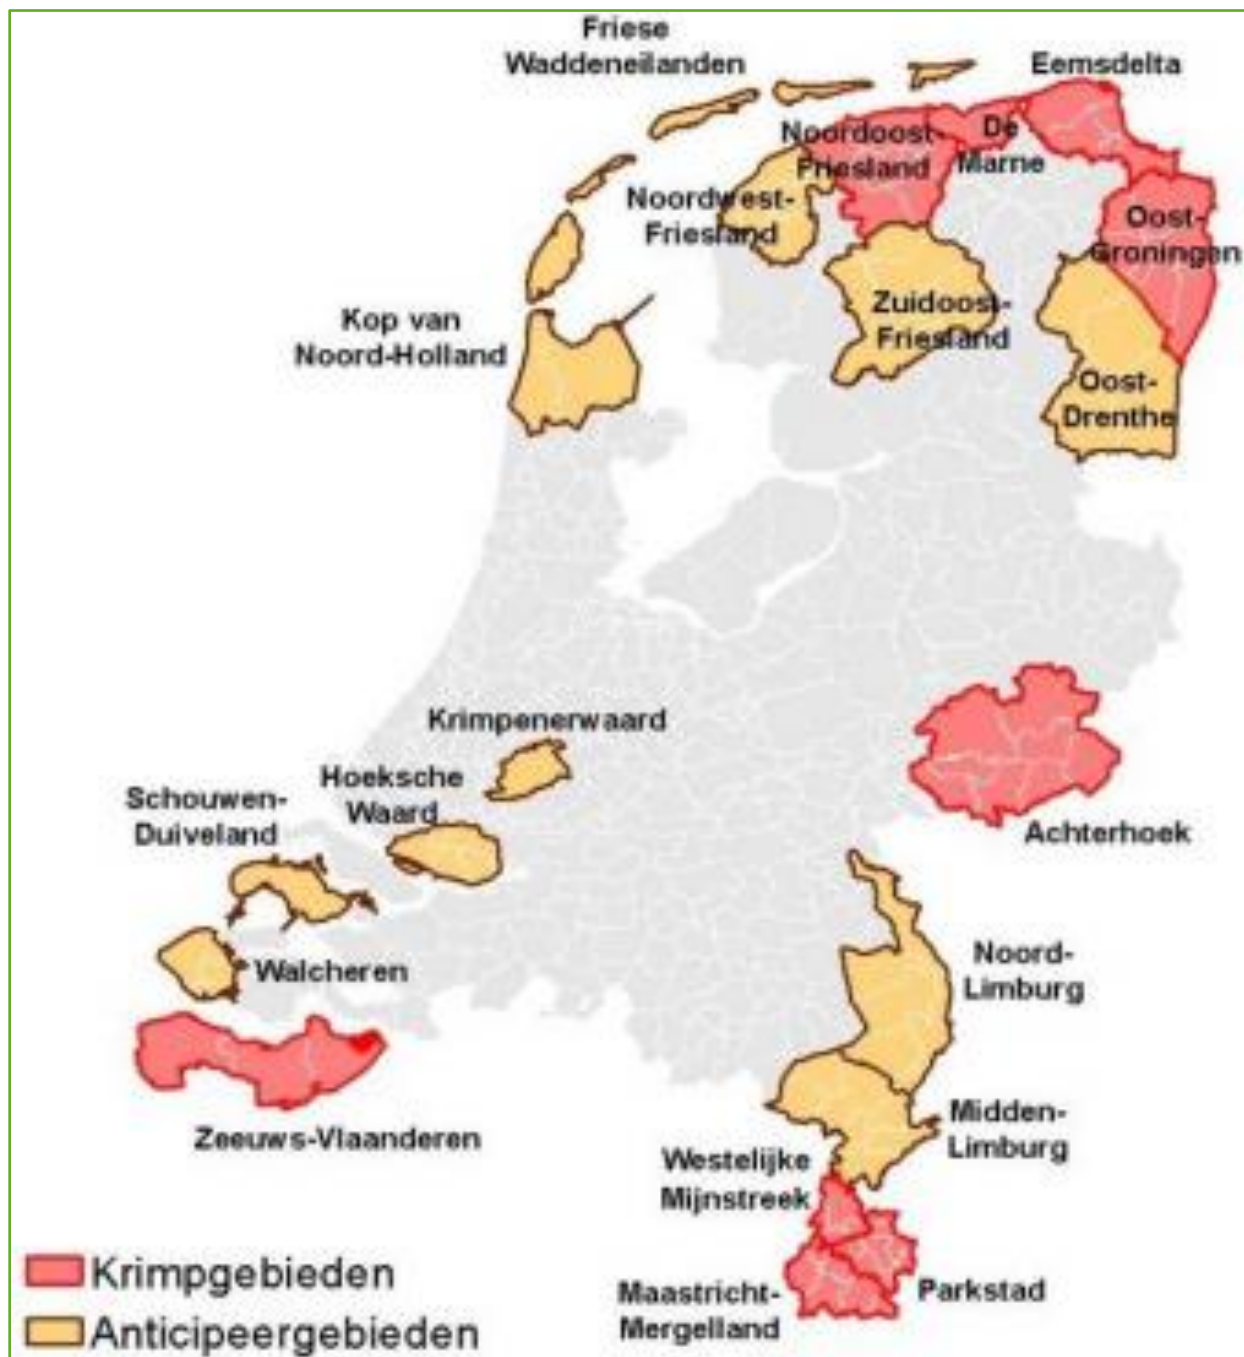 Friese
Waddeneilanden
Eemsdelta
Noordoost-
Friesland
De
Marne
Noordwest-
Friesland
Oost-
Groningen
Zuidoost-
Friesland
Kop van
Noord-Holland
Oost-
Drenthe
Krimpenerwaard
Hoeksche
Waard
Schouwen-
Duiveland
Achterhoek
Walcheren
Noord-
Limburg
Zeeuws-Vlaanderen
Midden-
Limburg
Westelijke
Mijnstreek
Maastricht-
Mergelland
Parkstad
Krimpgebieden
Anticipeergebieden